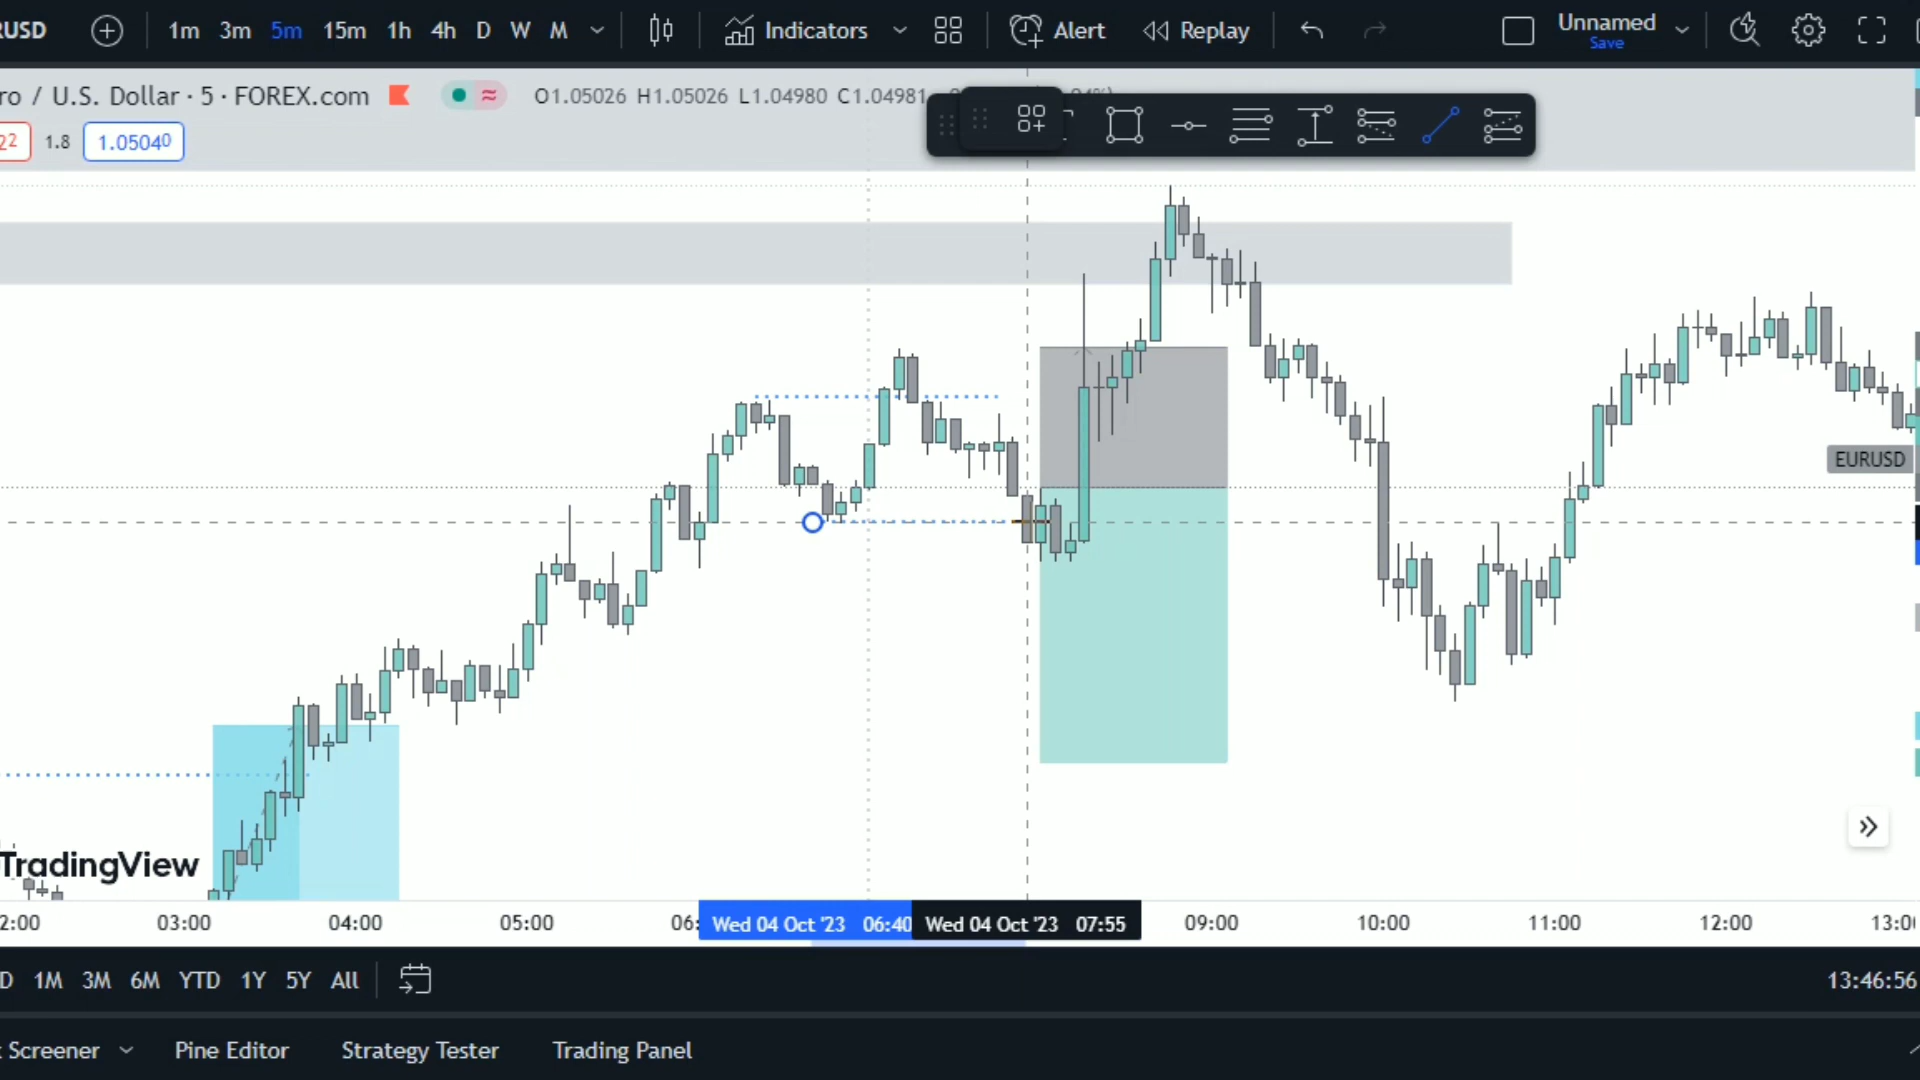 USD 1m 3m 5m 15m 1h 4h D W M Indicators Alert Replay Unnamed
Save
ro / U.S. Dollar · 5 · FOREX.com O1.05026 H1.05026 L1.04980 C1.04981
22 1.8 1.05040
EURUSD
TradingView
2:00 03:00 04:00 05:00 06: Wed 04 Oct '23 06:40 Wed 04 Oct '23 07:55 09:00 10:00 11:00 12:00 13:0
D 1M 3M 6M YTD 1Y 5Y All 13:46:56
Screener Pine Editor Strategy Tester Trading Panel